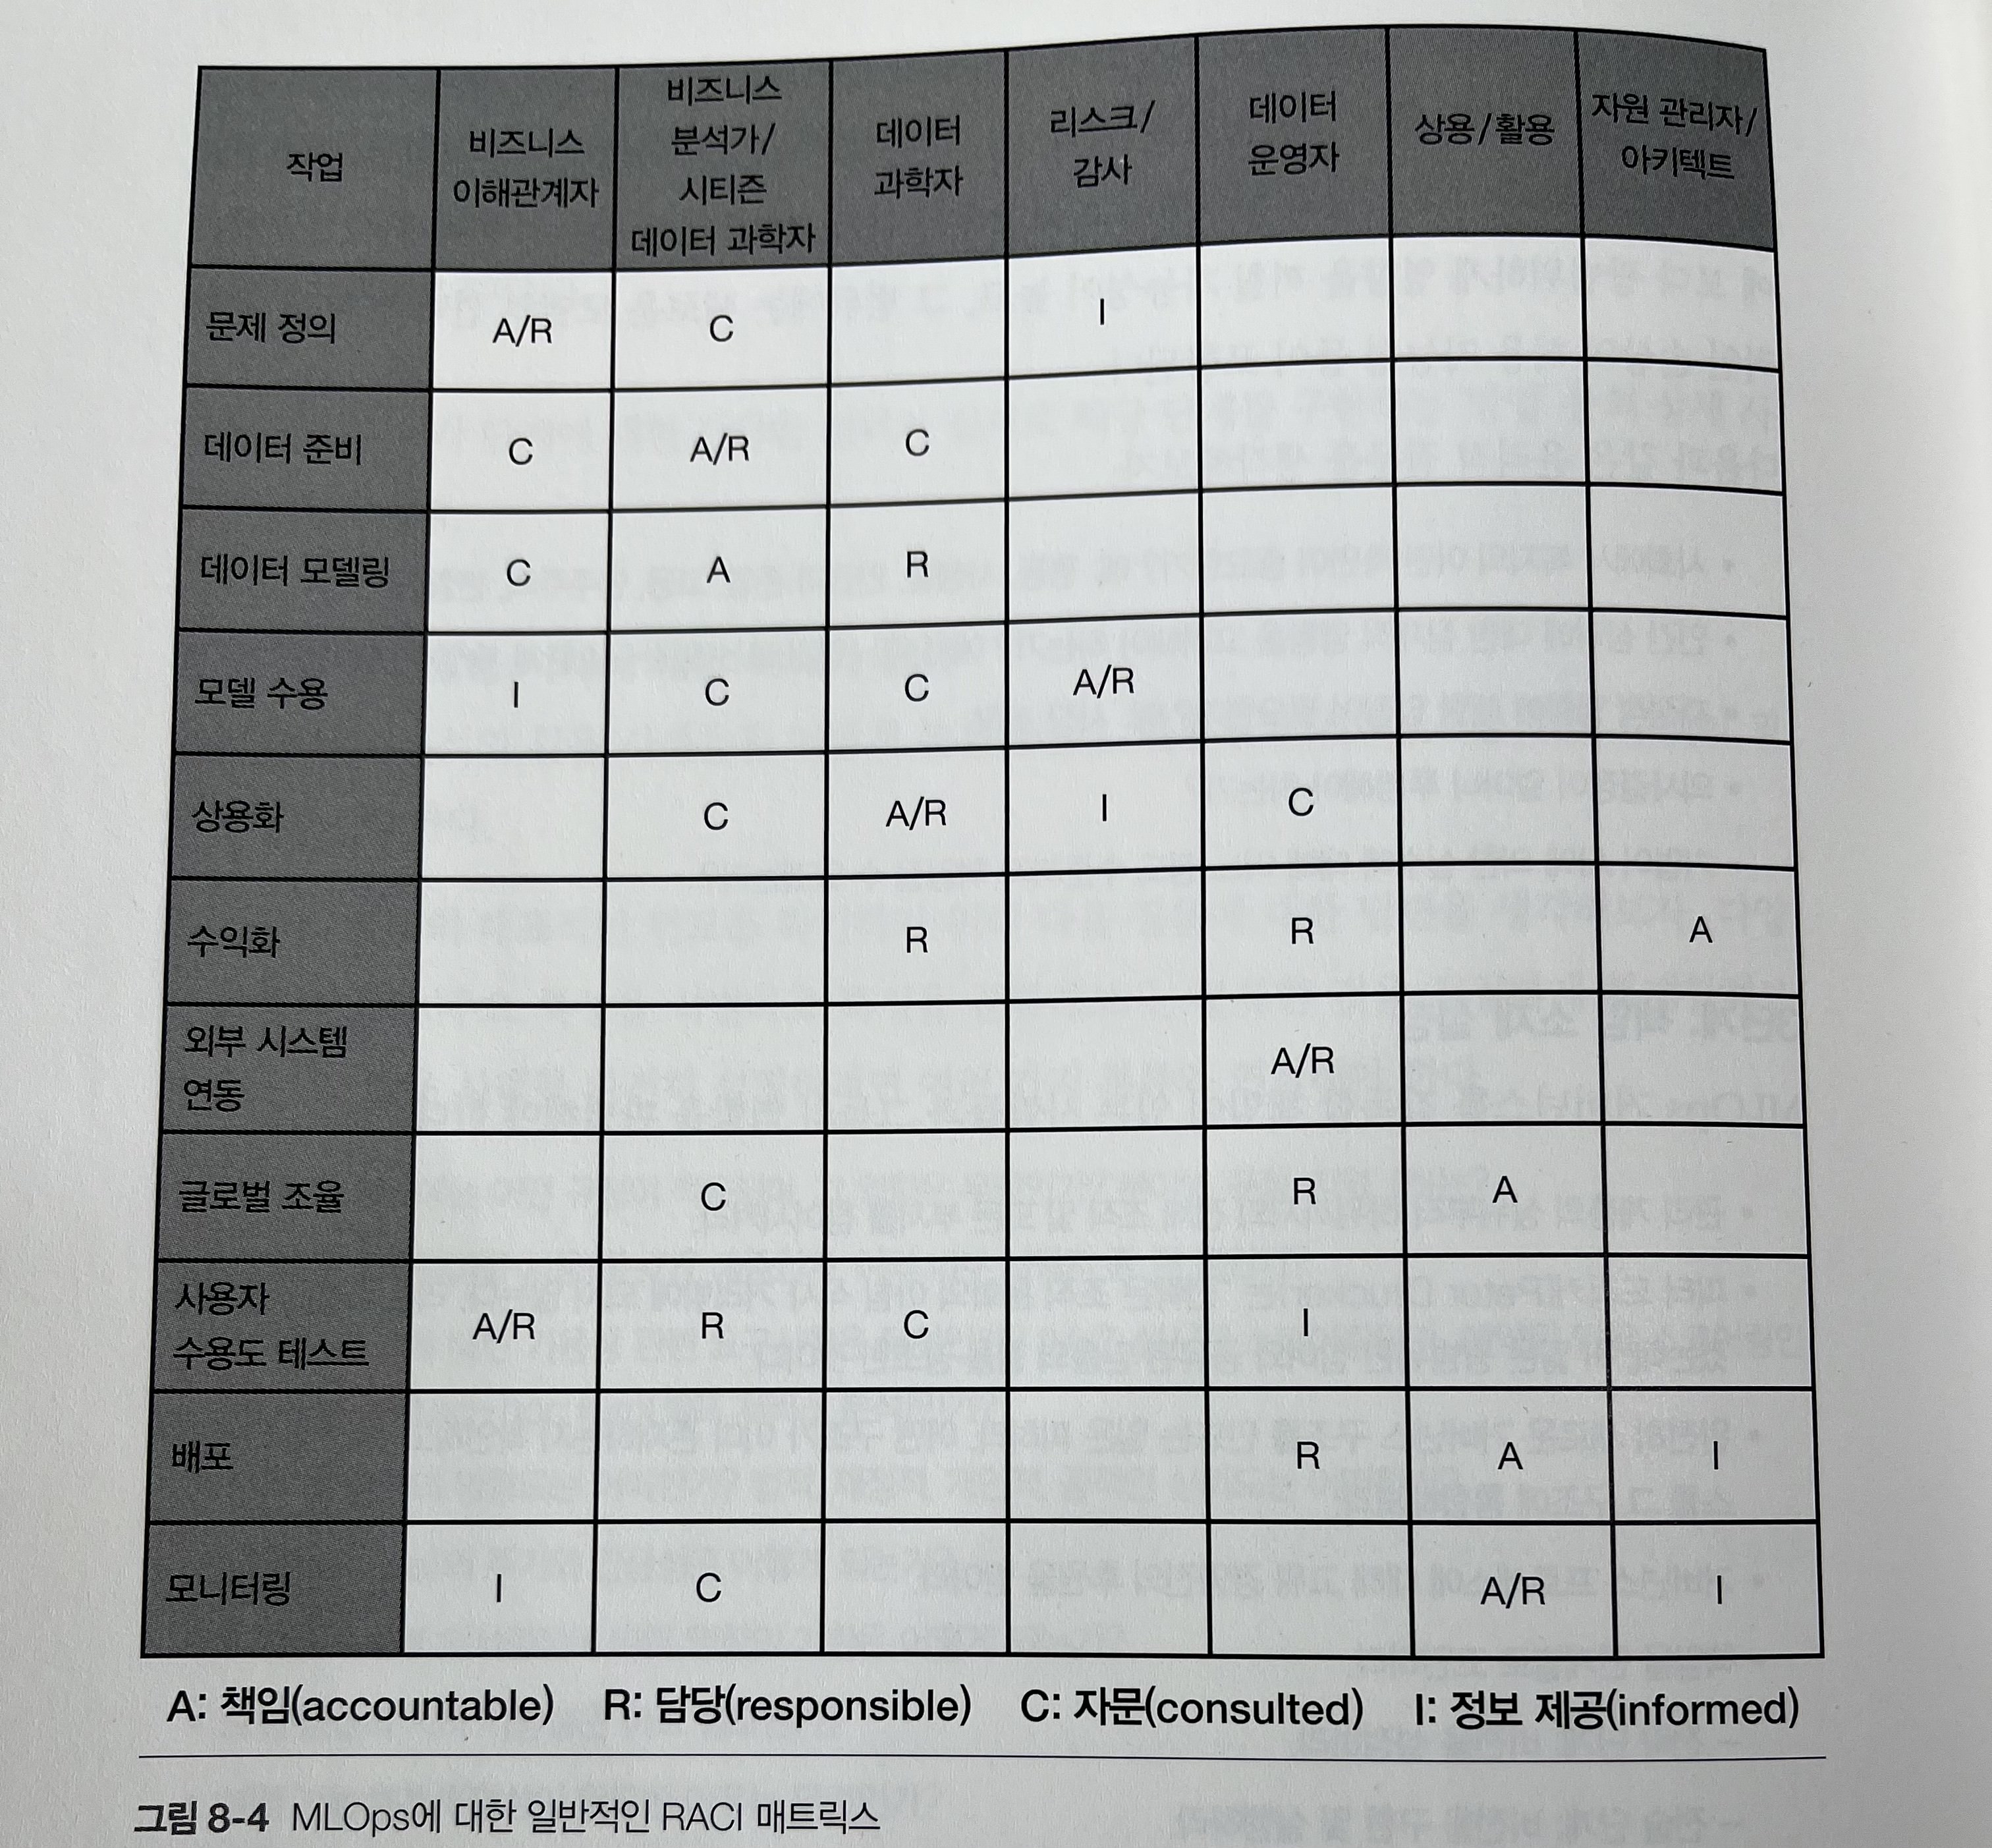 작업 비즈니스 이해관계자 비즈니스 분석가/시티즌 데이터 과학자 데이터 과학자 리스크/감사 데이터 운영자 상용/활용 자원 관리자/아키텍트
문제 정의 A/R C I
데이터 준비 C A/R C
데이터 모델링 C A R
모델 수용 I C C A/R
상용화 C A/R I C
수익화 R R A
외부 시스템 연동 A/R
글로벌 조율 C R A
사용자 수용도 테스트 A/R R C I
배포 R A I
모니터링 I C A/R I
A: 책임(accountable) R: 담당(responsible) C: 자문(consulted) I: 정보 제공(informed)
그림 8-4 MLOps에 대한 일반적인 RACI 매트릭스